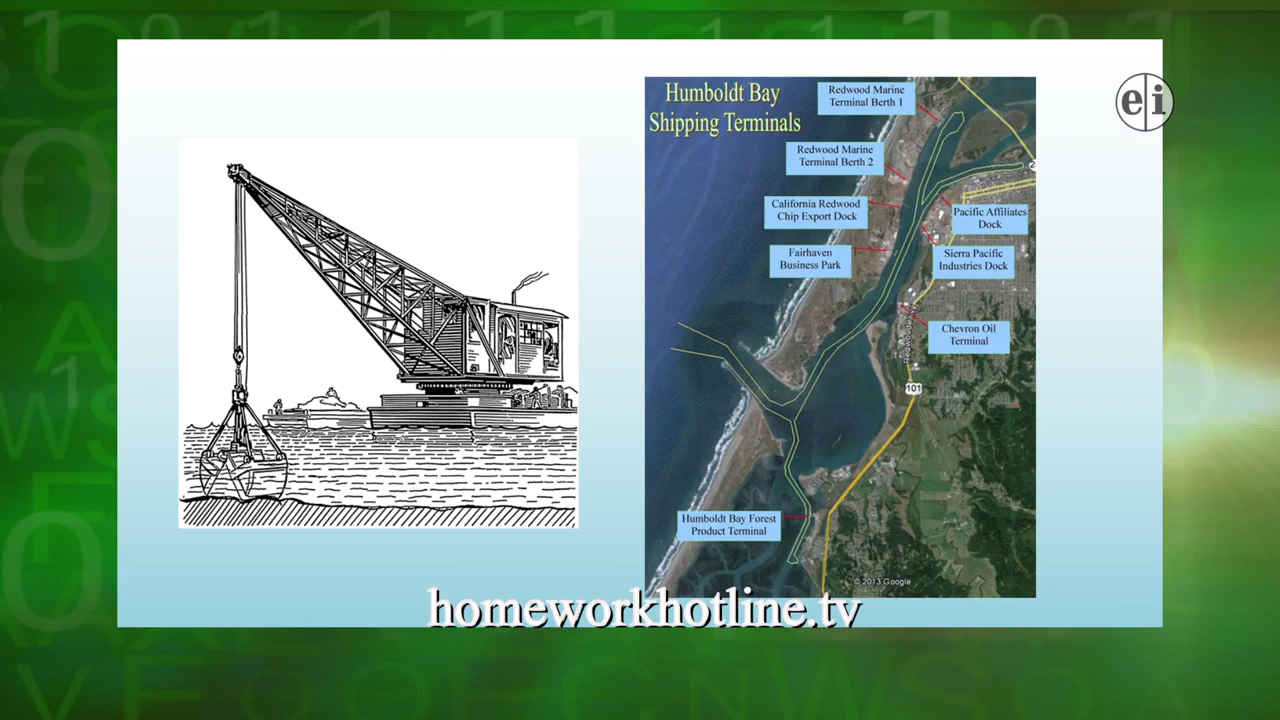 Humboldt Bay
Shipping Terminals
Redwood Marine
Terminal Berth 1
Redwood Marine
Terminal Berth 2
California Redwood
Chip Export Dock
Fairhaven
Business Park
Pacific Affiliates
Dock
Sierra Pacific
Industries Dock
Chevron Oil
Terminal
Redwood Hwy
101
Humboldt Bay Forest
Product Terminal
© 2013 Google
e i
homeworkhotline.tv